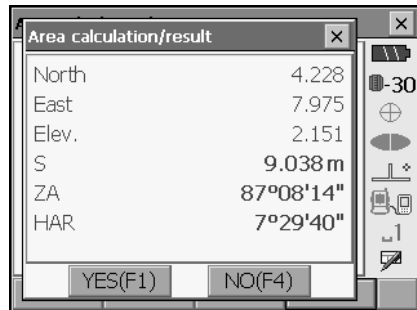 Area calculation/result
North 4.228
East 7.975
Elev. 2.151
S 9.038 m
ZA 87°08'14"
HAR 7°29'40"
YES(F1) NO(F4)
-30
1